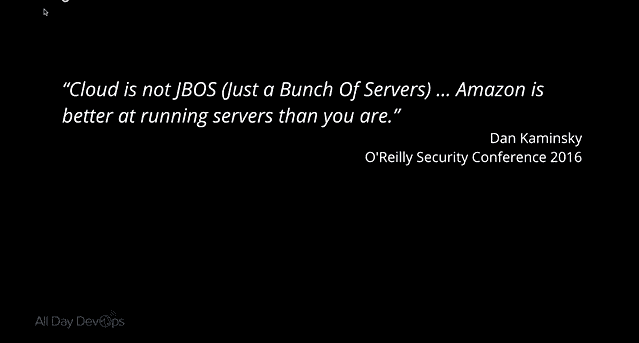 “Cloud is not JBOS (Just a Bunch Of Servers) ... Amazon is
better at running servers than you are.”
Dan Kaminsky
O'Reilly Security Conference 2016
All Day DevOps